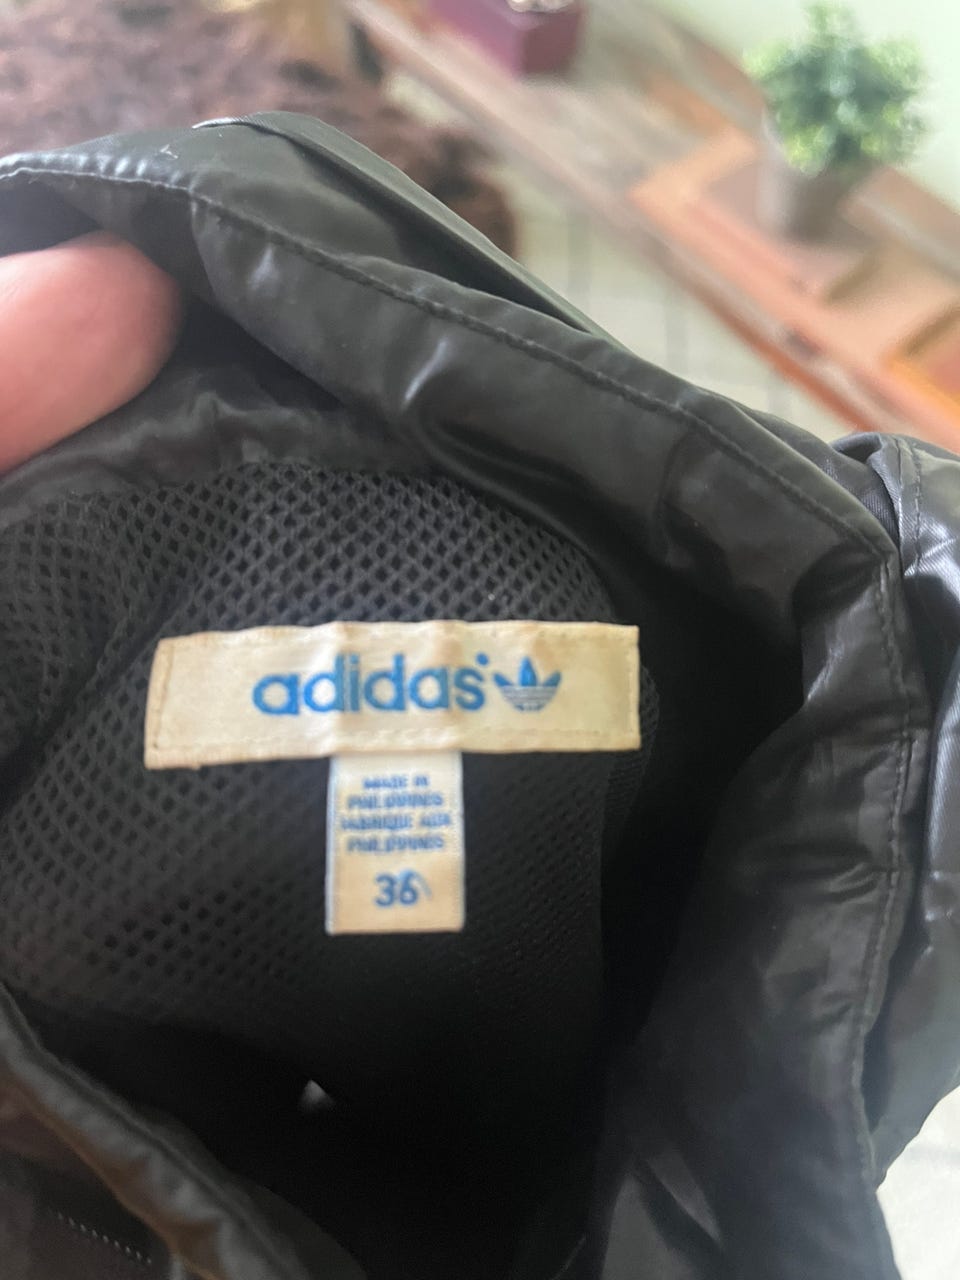 adidas
MADE IN
PHILIPPINES
FABRIQUE AUX
PHILIPPINES
36